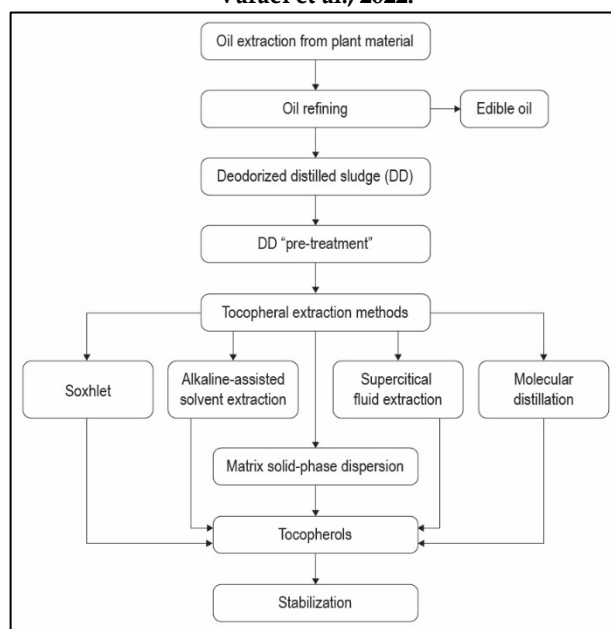 Oil extraction from plant material
Oil refining
Edible oil
Deodorized distilled sludge (DD)
DD “pre-treatment”
Tocopheral extraction methods
Soxhlet
Alkaline-assisted
solvent extraction
Supercitical
fluid extraction
Molecular
distillation
Matrix solid-phase dispersion
Tocopherols
Stabilization